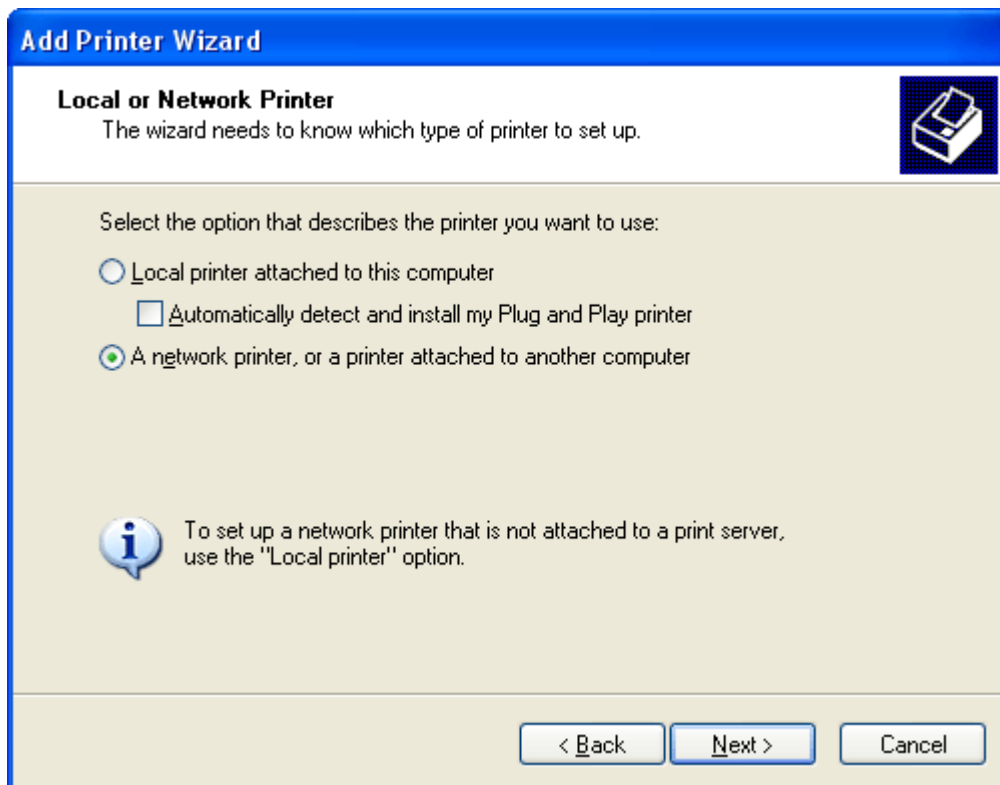 Add Printer Wizard
Local or Network Printer
The wizard needs to know which type of printer to set up.
Select the option that describes the printer you want to use:
Local printer attached to this computer
Automatically detect and install my Plug and Play printer
A network printer, or a printer attached to another computer
To set up a network printer that is not attached to a print server,
use the "Local printer" option.
< Back
Next >
Cancel